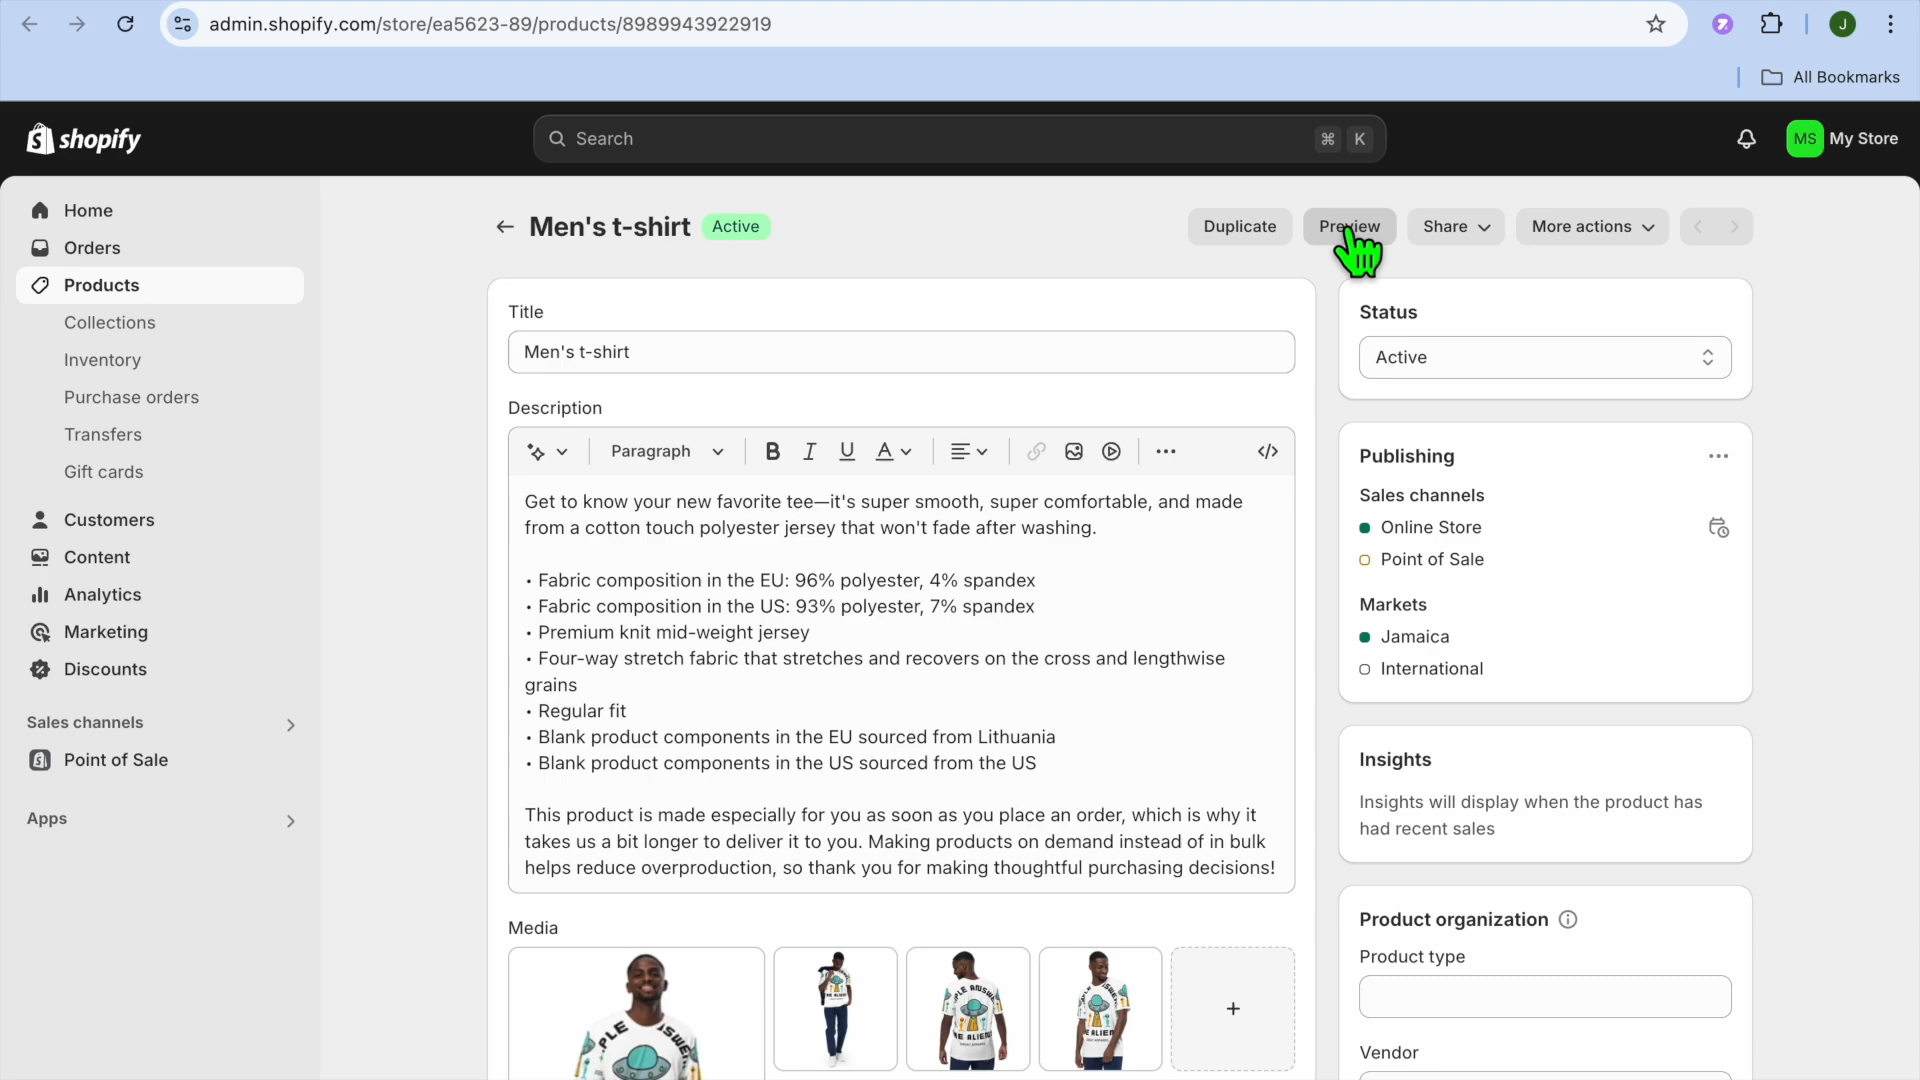 admin.shopify.com/store/ea5623-89/products/8989943922919
J
All Bookmarks
shopify
Search
⌘ K
MS My Store
Home
Orders
Products
Collections
Inventory
Purchase orders
Transfers
Gift cards
Customers
Content
Analytics
Marketing
Discounts
Sales channels
Point of Sale
Apps
Men's t-shirt Active
Duplicate
Preview
Share
More actions
Title
Men's t-shirt
Description
Paragraph B I U A
Get to know your new favorite tee—it's super smooth, super comfortable, and made
from a cotton touch polyester jersey that won't fade after washing.
• Fabric composition in the EU: 96% polyester, 4% spandex
• Fabric composition in the US: 93% polyester, 7% spandex
• Premium knit mid-weight jersey
• Four-way stretch fabric that stretches and recovers on the cross and lengthwise
grains
• Regular fit
• Blank product components in the EU sourced from Lithuania
• Blank product components in the US sourced from the US
This product is made especially for you as soon as you place an order, which is why it
takes us a bit longer to deliver it to you. Making products on demand instead of in bulk
helps reduce overproduction, so thank you for making thoughtful purchasing decisions!
Media
Status
Active
Publishing
Sales channels
Online Store
Point of Sale
Markets
Jamaica
International
Insights
Insights will display when the product has
had recent sales
Product organization
Product type
Vendor